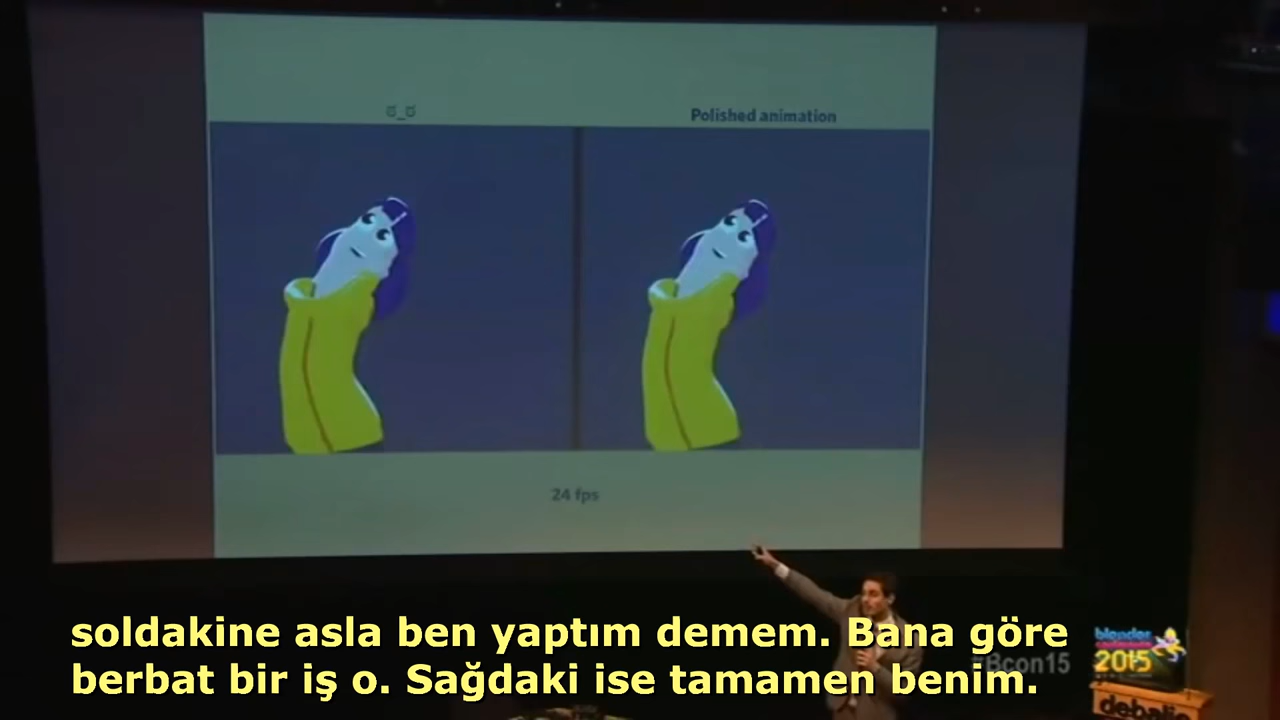 ಠ_ಠ
Polished animation
24 fps
soldakine asla ben yaptım demem. Bana göre
berbat bir iş o. Sağdaki ise tamamen benim.
#Bcon15
blender
2015